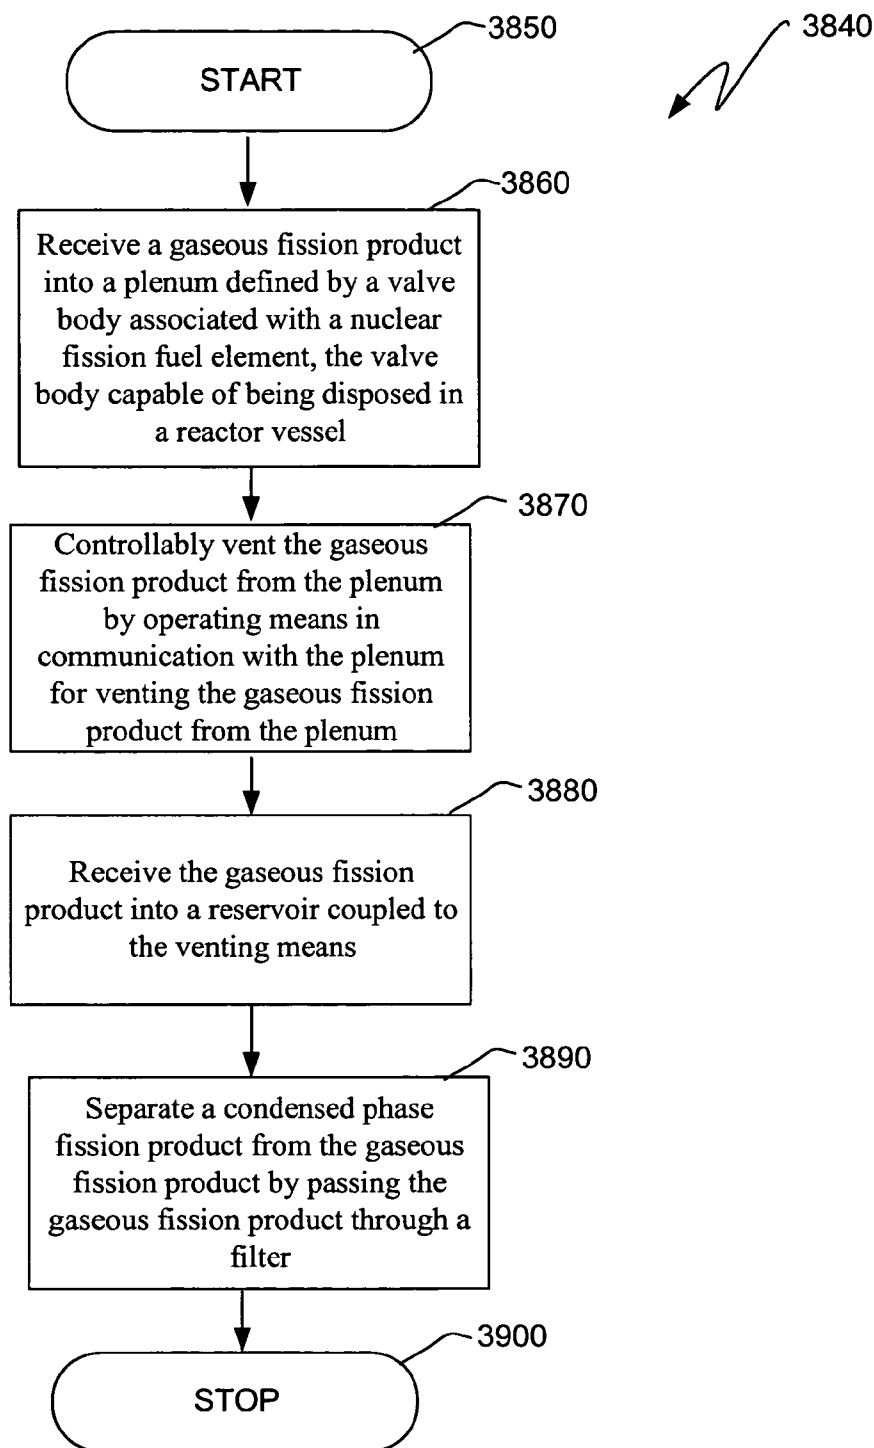 3850
3840
START
3860
Receive a gaseous fission product
into a plenum defined by a valve
body associated with a nuclear
fission fuel element, the valve
body capable of being disposed in
a reactor vessel
3870
Controllably vent the gaseous
fission product from the plenum
by operating means in
communication with the plenum
for venting the gaseous fission
product from the plenum
3880
Receive the gaseous fission
product into a reservoir coupled to
the venting means
3890
Separate a condensed phase
fission product from the gaseous
fission product by passing the
gaseous fission product through a
filter
3900
STOP